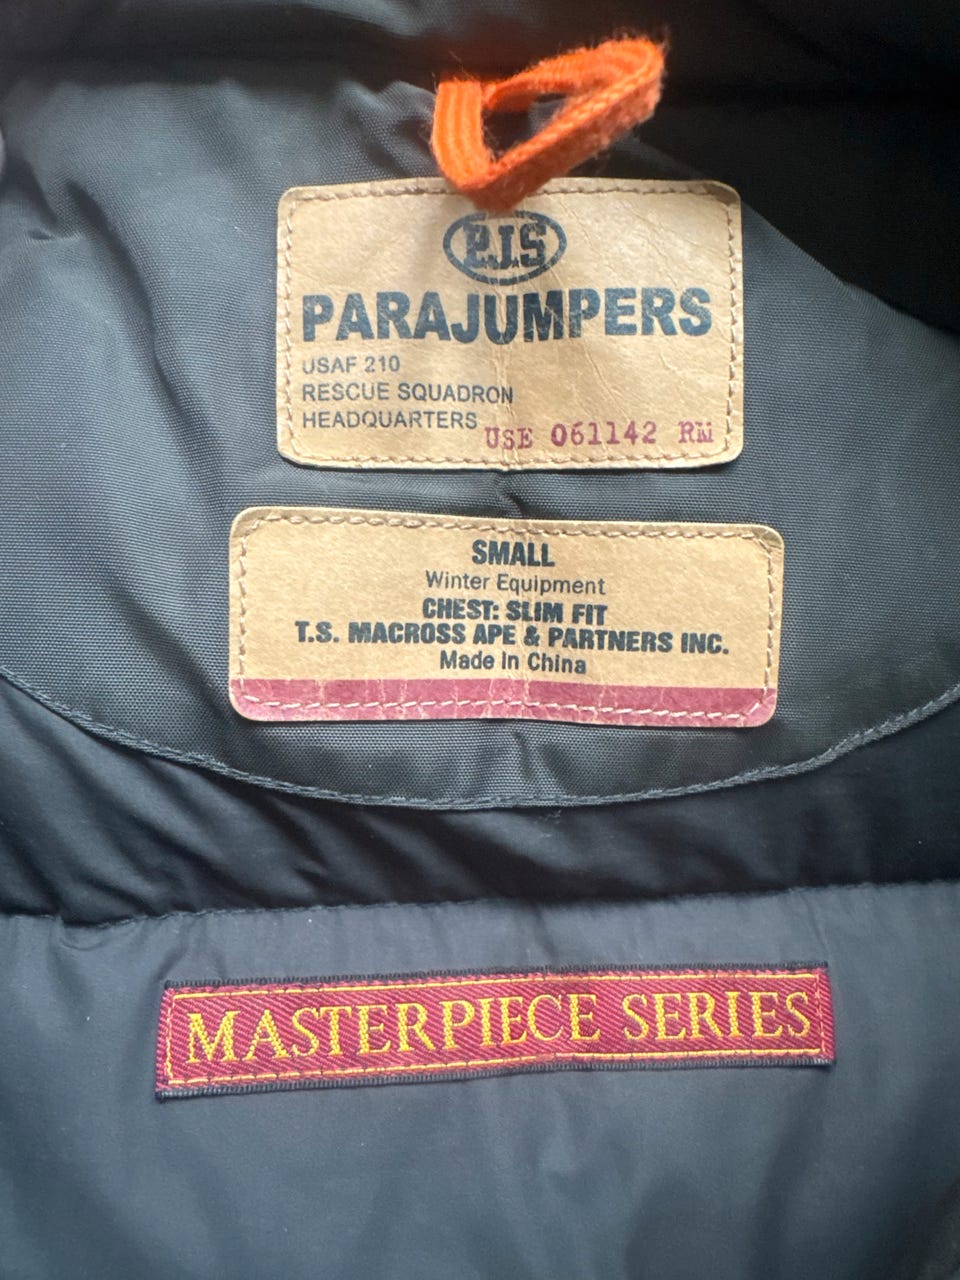 PJS
PARAJUMPERS
USAF 210
RESCUE SQUADRON
HEADQUARTERS
USE 061142 RM
SMALL
Winter Equipment
CHEST: SLIM FIT
T.S. MACROSS APE & PARTNERS INC.
Made in China
MASTERPIECE SERIES